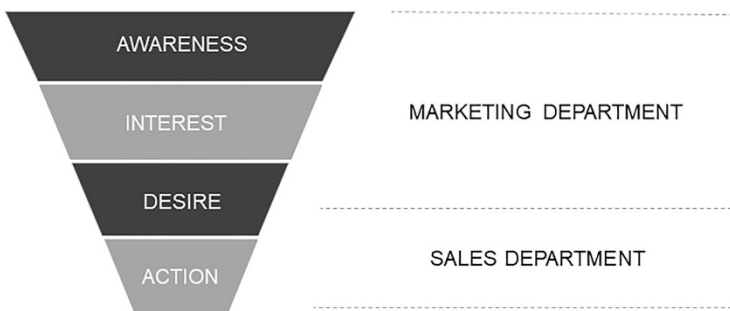 AWARENESS
INTEREST
MARKETING DEPARTMENT
DESIRE
SALES DEPARTMENT
ACTION